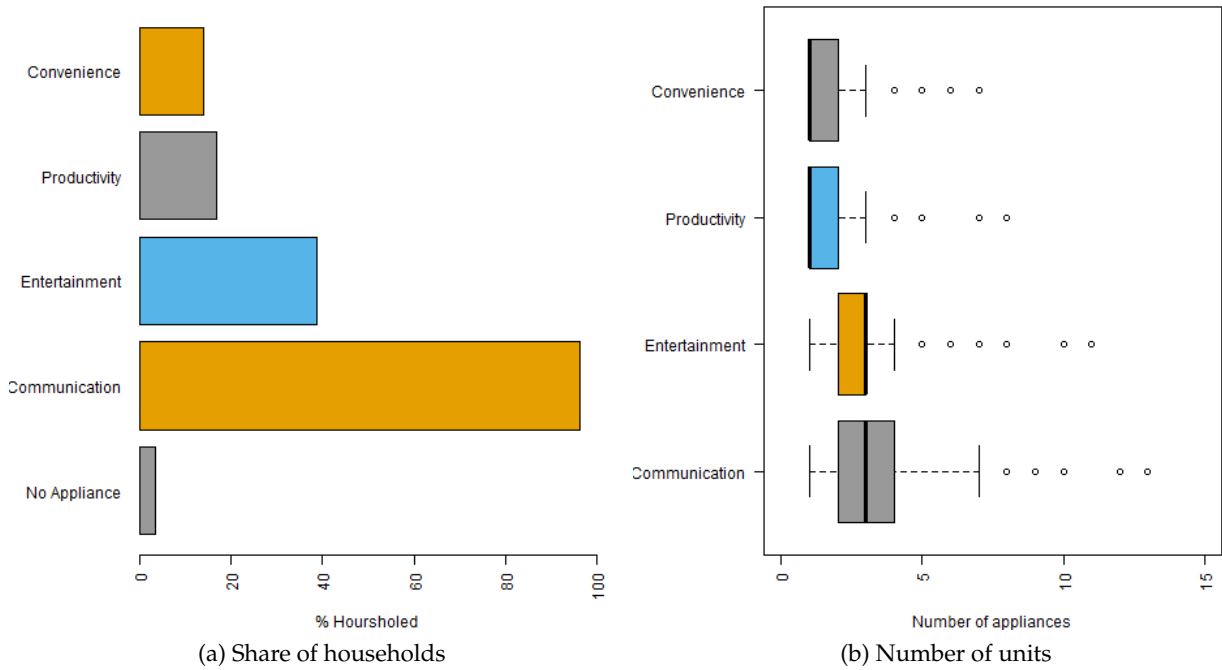 Convenience
Productivity
Entertainment
Communication
No Appliance
0 20 40 60 80 100
% Hoursholed
(a) Share of households
Convenience
Productivity
Entertainment
Communication
0 5 10 15
Number of appliances
(b) Number of units